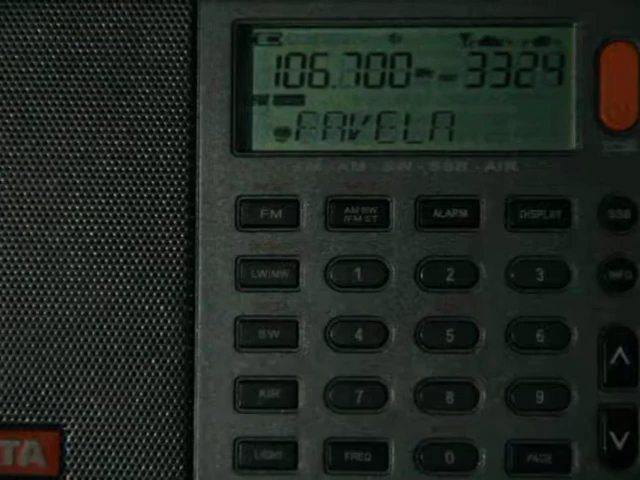 106.700 3324
FAVELA
FM - AM - SW - SSB - AIR
FM
AM BW
/FM ST
ALARM
DISPLAY
SSB
LW/MW
1
2
3
INFO
SW
4
5
6
AIR
7
8
9
LIGHT
FREQ
0
PAGE
TA